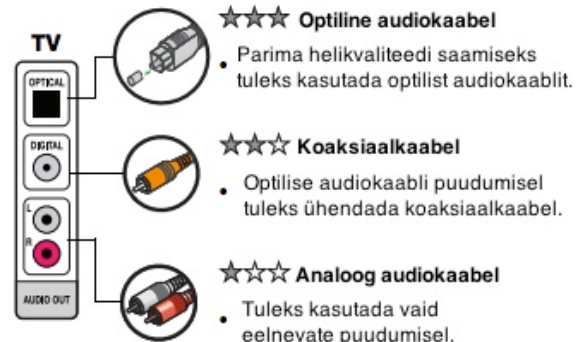 TV
OPTICAL
DIGITAL
L
R
AUDIO OUT
☆☆☆ Optiline audiokaabel
• Parima helikvaliteedi saamiseks
tuleks kasutada optilist audiokaablit.
☆☆☆ Koaksiaalkaabel
• Optilise audiokaabli puudumisel
tuleks ühendada koaksiaalkaabel.
☆☆☆ Analoog audiokaabel
• Tuleks kasutada vaid
eelnevate puudumisel.